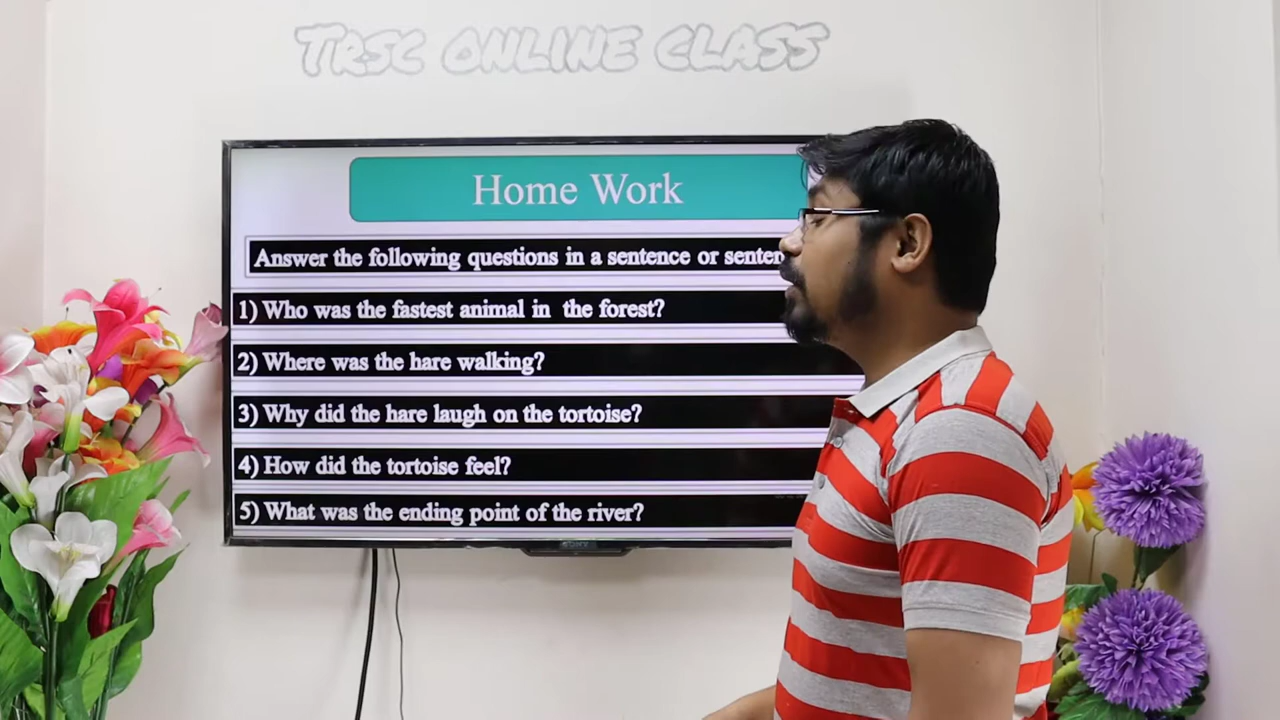 TRSC ONLINE CLASS
Home Work
Answer the following questions in a sentence or
1) Who was the fastest animal in the forest?
2) Where was the hare walking?
3) Why did the hare laugh on the tortoise?
4) How did the tortoise feel?
5) What was the ending point of the river?
SONY